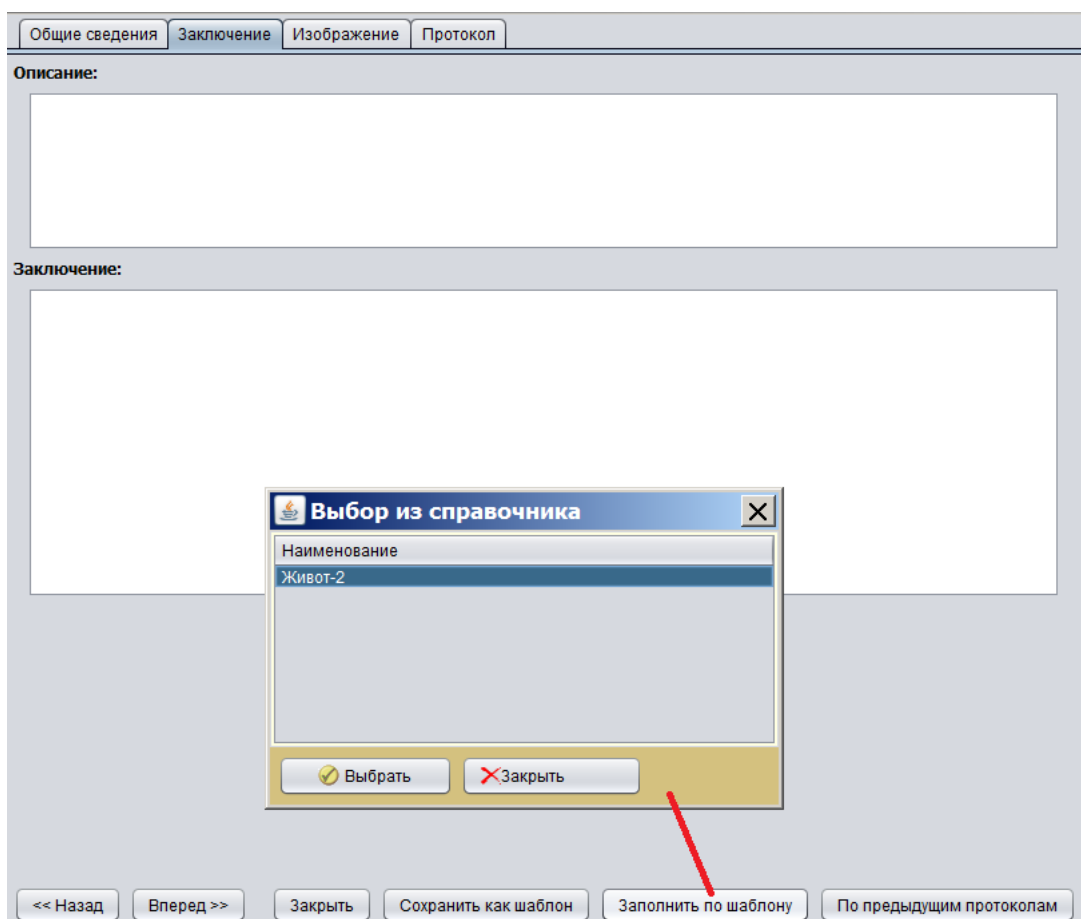 Общие сведения Заключение Изображение Протокол
Описание:
Заключение:
Выбор из справочника
Наименование
Живот-2
Выбрать Закрыть
<< Назад Вперед >> Закрыть Сохранить как шаблон Заполнить по шаблону По предыдущим протоколам